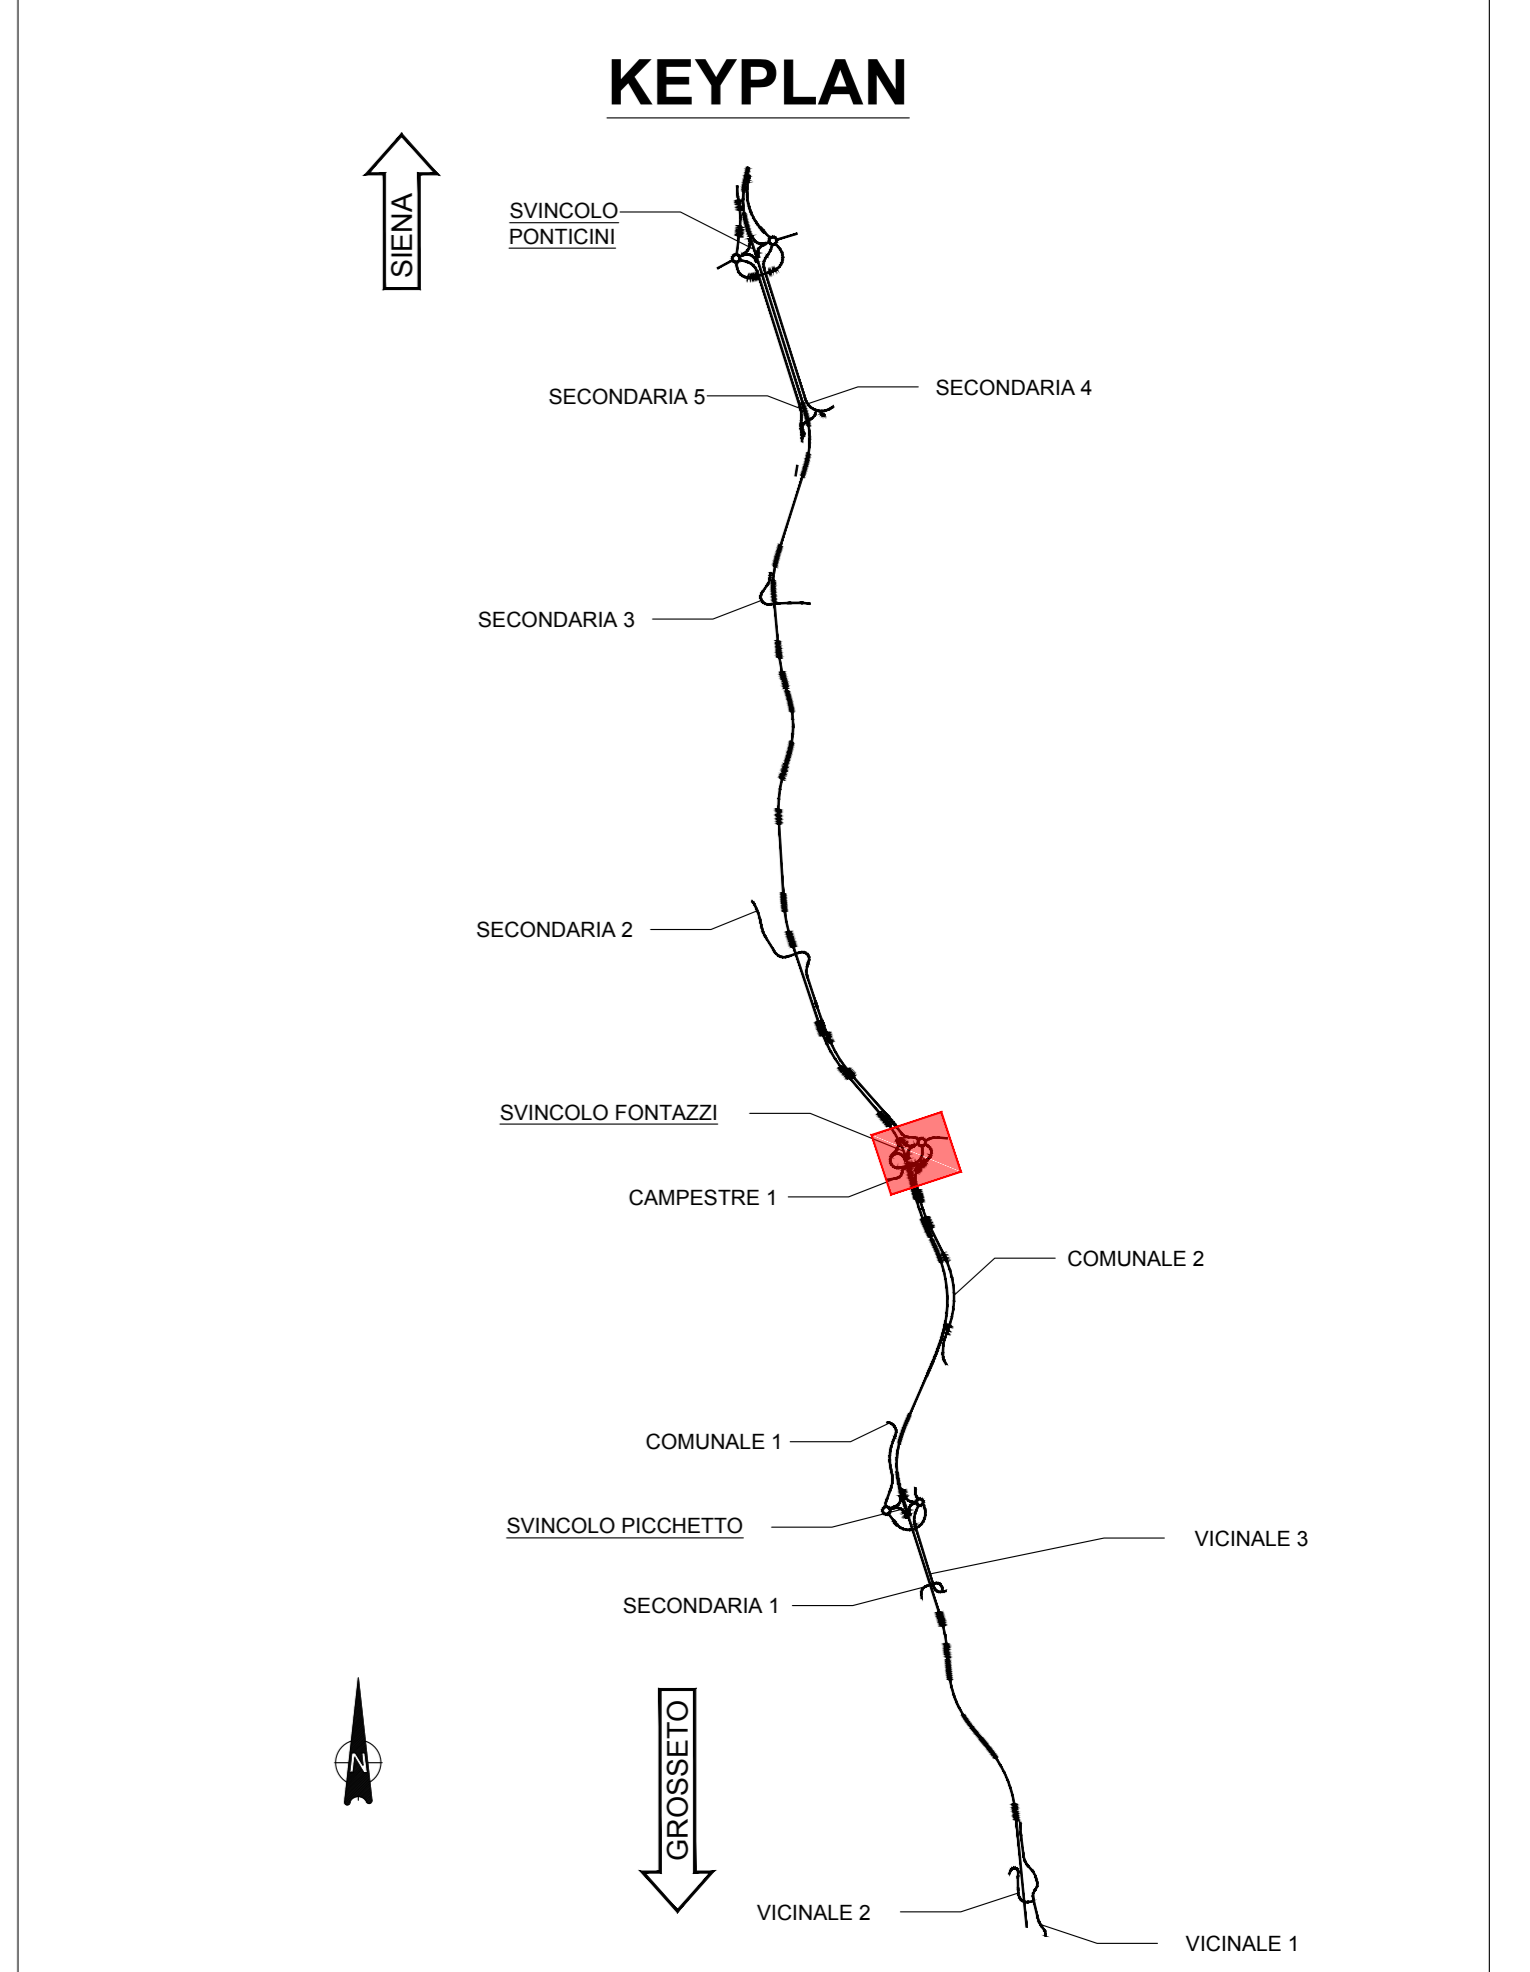 KEYPLAN
SIENA
SVINCOLO
PONTICINI
SECONDARIA 4
SECONDARIA 5
SECONDARIA 3
SECONDARIA 2
SVINCOLO FONTAZZI
CAMPESTRE 1
COMUNALE 2
COMUNALE 1
SVINCOLO PICCHETTO
VICINALE 3
SECONDARIA 1
N
GROSSETO
VICINALE 2
VICINALE 1